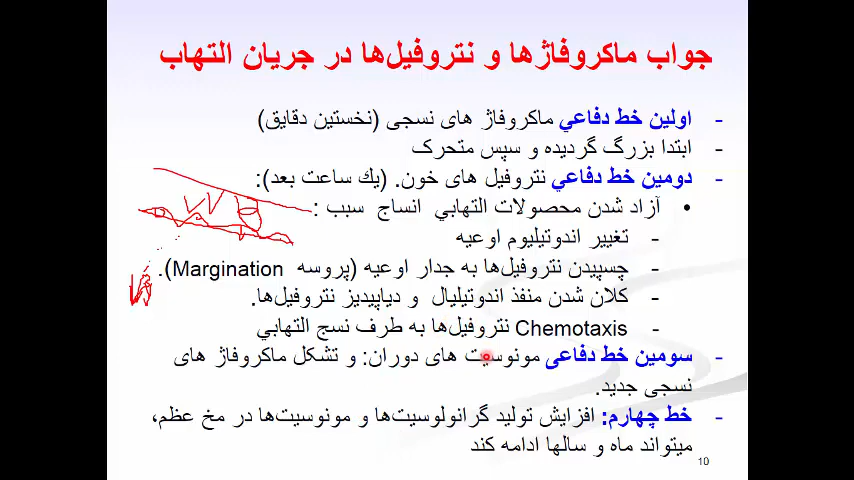 جواب ماکروفاژها و نتروفیل‌ها در جریان التهاب
- اولین خط دفاعي ماکروفاژ های نسجی (نخستین دقایق)
- ابتدا بزرگ گردیده و سپس متحرک
- دومین خط دفاعي نتروفیل های خون. (يك ساعت بعد):
• آزاد شدن محصولات التهابي انساج سبب :
- تغییر اندوتیلیوم اوعیه
- چسپیدن نتروفیل‌ها به جدار اوعیه (پروسه Margination).
- کلان شدن منفذ اندوتیلیال و دیاپیدیز نتروفیل‌ها.
- Chemotaxis نتروفیل‌ها به طرف نسج التهابي
- سومین خط دفاعی مونوسیت های دوران: و تشکل ماکروفاژ های
نسجی جدید.
- خط چهارم: افزایش تولید گرانولوسیت‌ها و مونوسیت‌ها در مخ عظم،
میتواند ماه و سالها ادامه کند
10